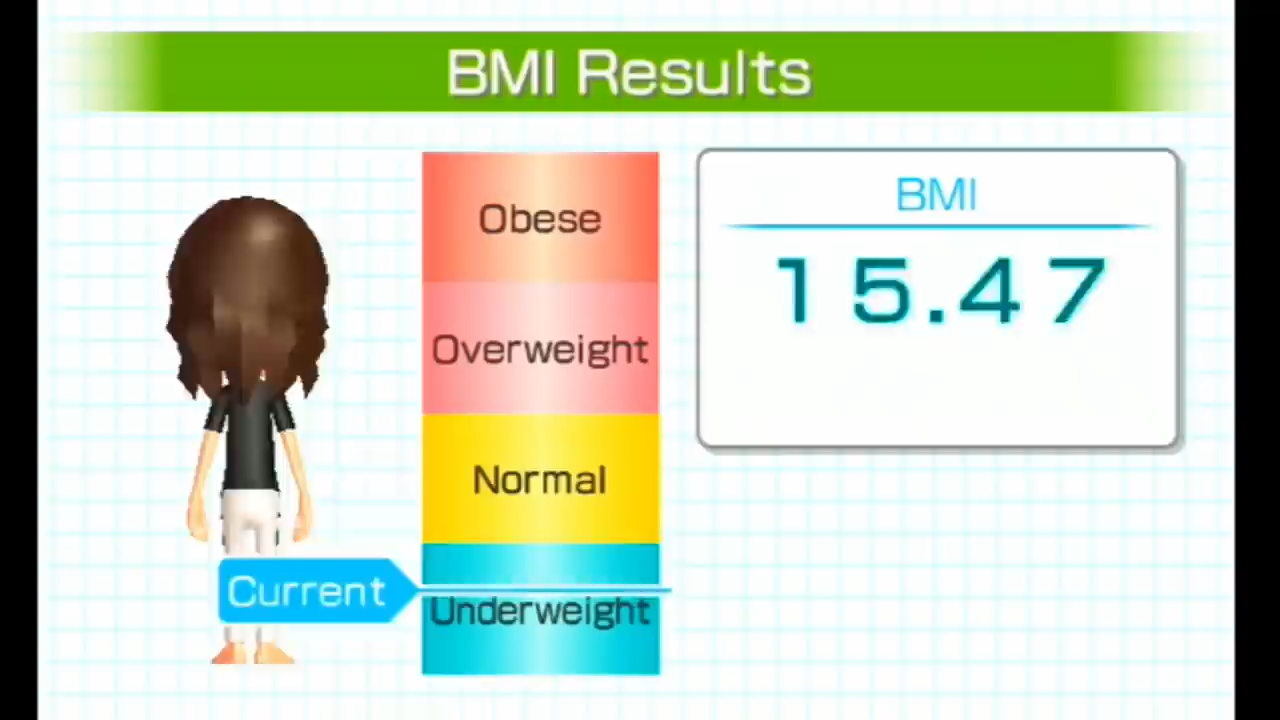 BMI Results
Obese
Overweight
Normal
Current
Underweight
BMI
15.47